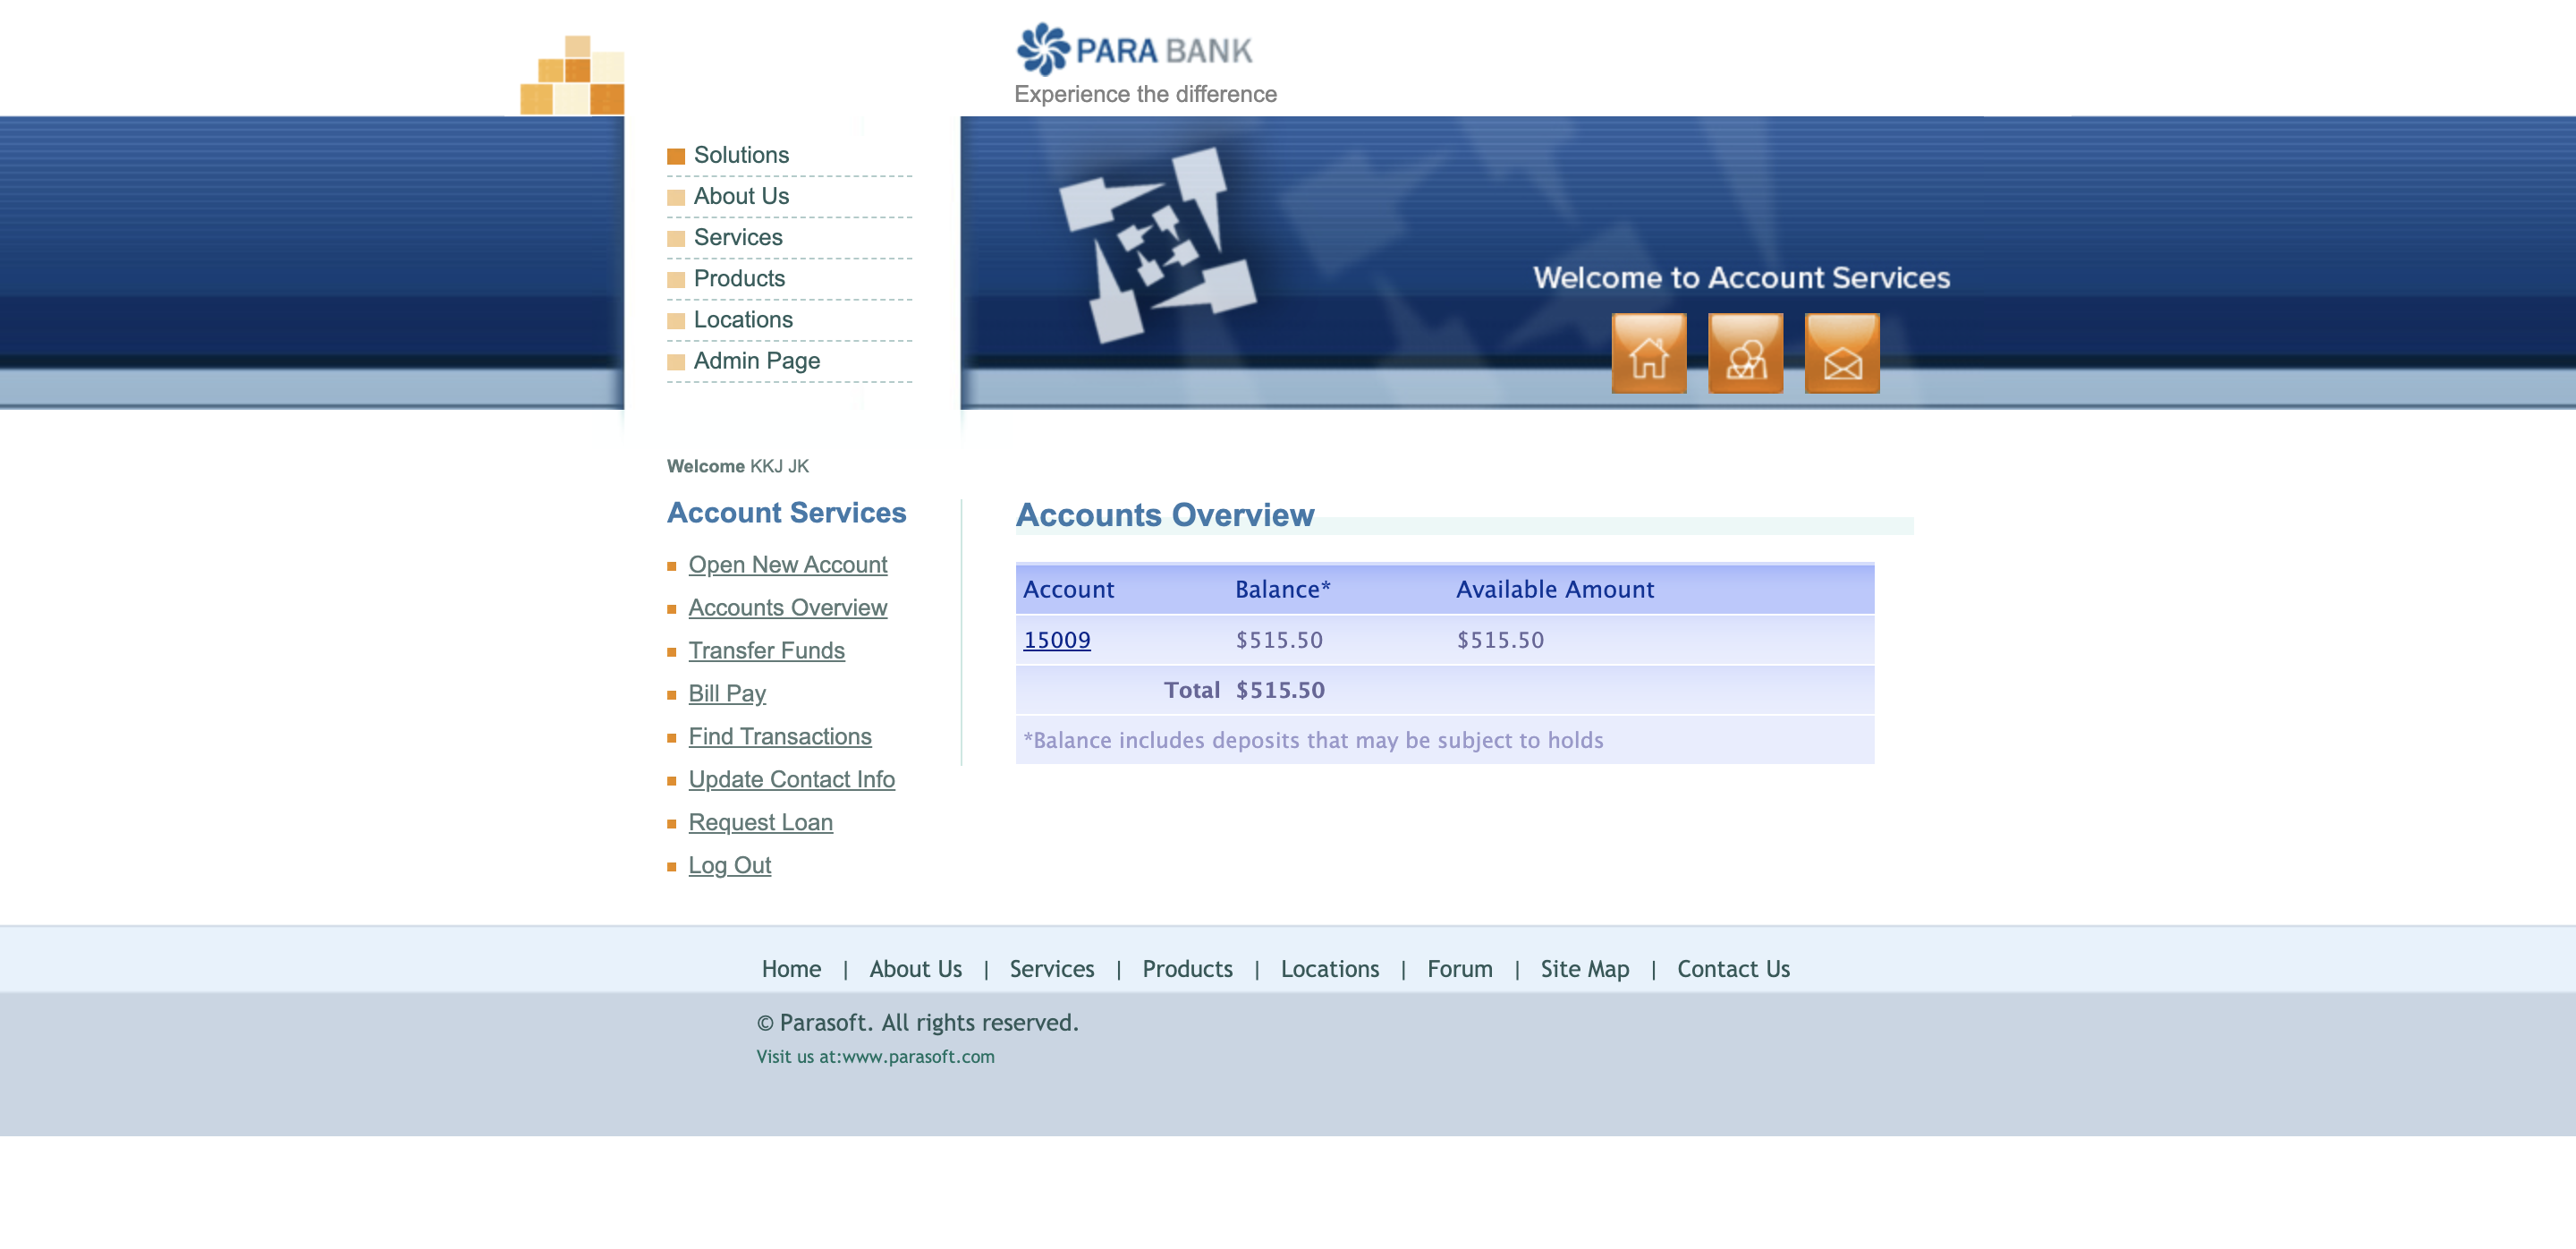 PARA BANK
Experience the difference
Solutions
About Us
Services
Products
Locations
Admin Page
Welcome to Account Services
Welcome KKJ JK
Account Services
Open New Account
Accounts Overview
Transfer Funds
Bill Pay
Find Transactions
Update Contact Info
Request Loan
Log Out
Accounts Overview
Account Balance* Available Amount
15009 $515.50 $515.50
Total $515.50
*Balance includes deposits that may be subject to holds
Home | About Us | Services | Products | Locations | Forum | Site Map | Contact Us
© Parasoft. All rights reserved.
Visit us at:www.parasoft.com